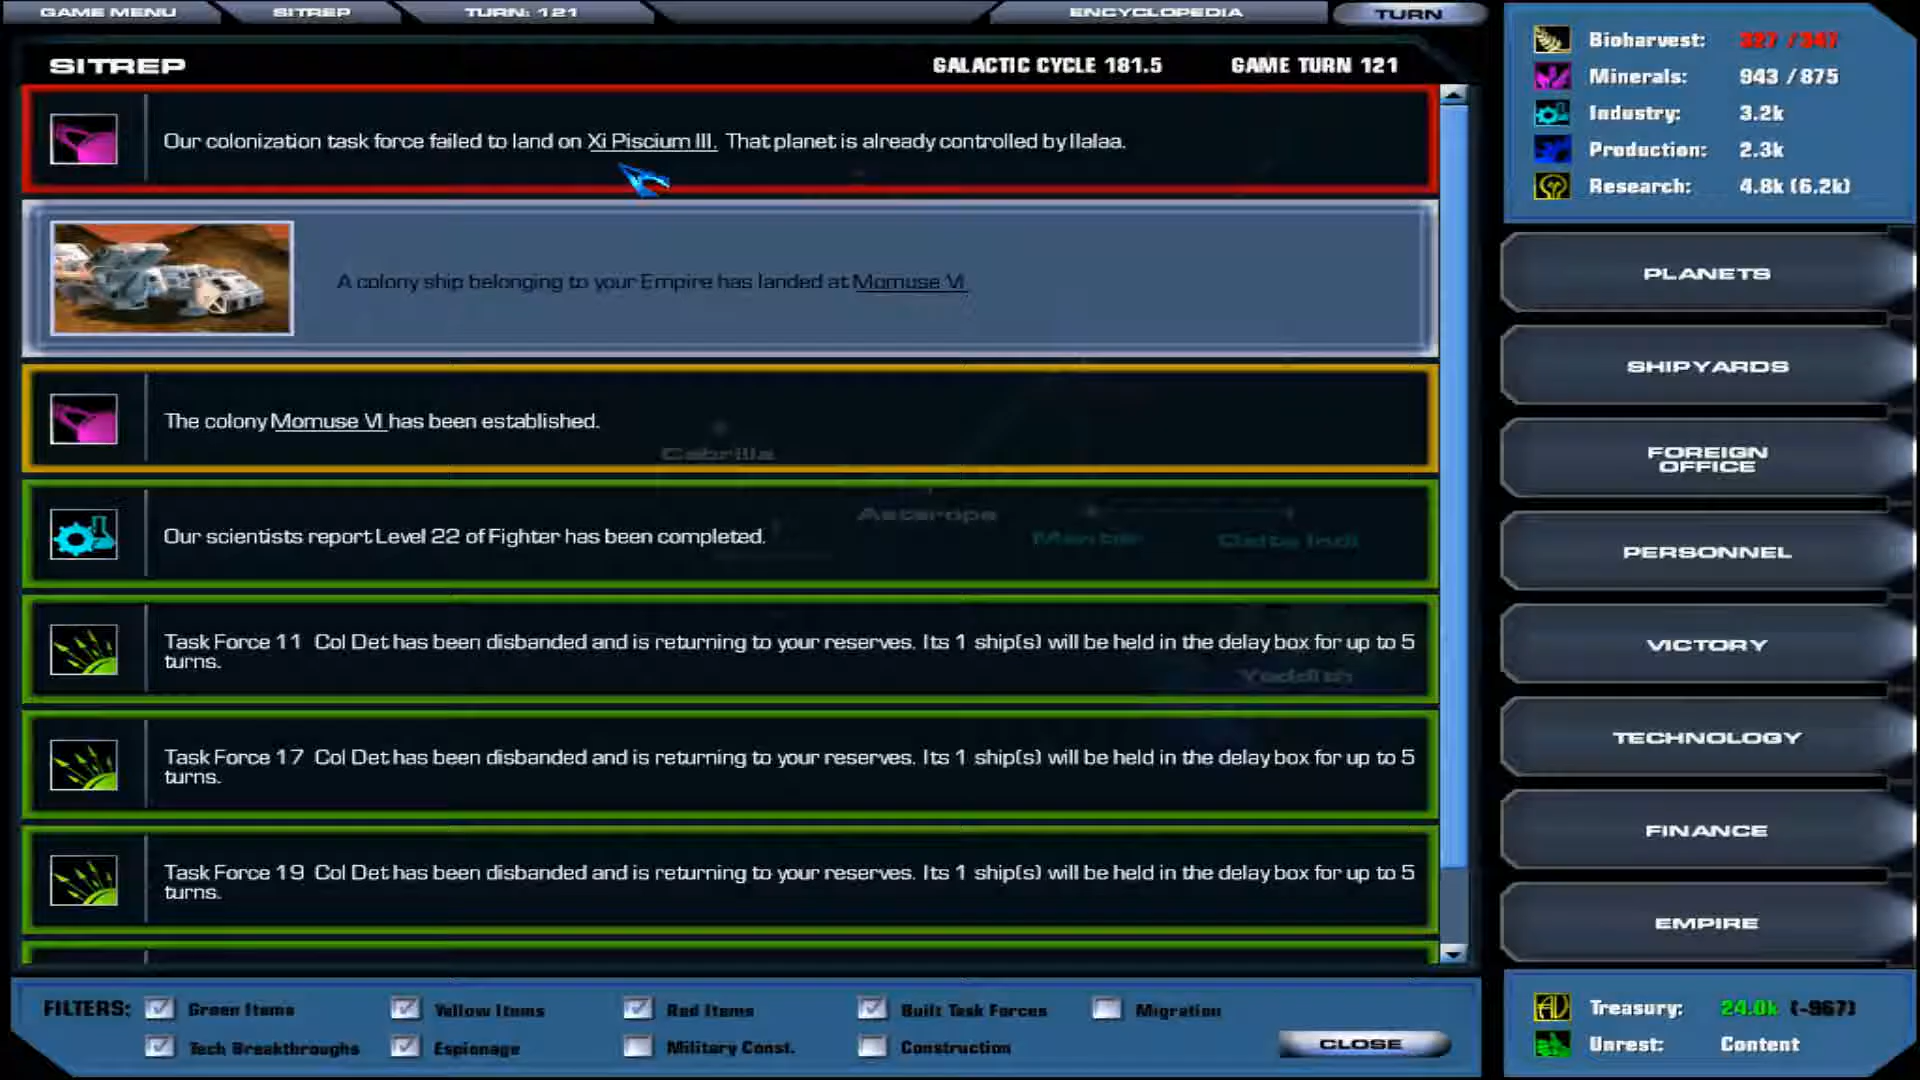 GAME MENU
SITREP
TURN: 121
ENCYCLOPEDIA
TURN
SITREP
GALACTIC CYCLE 181.5
GAME TURN 121
Our colonization task force failed to land on Xi Piscium III. That planet is already controlled by Ilalaa.
A colony ship belonging to your Empire has landed at Momuse VI.
The colony Momuse VI has been established.
Cabrilla
Our scientists report Level 22 of Fighter has been completed.
Asterope
Task Force 11 Col Det has been disbanded and is returning to your reserves. Its 1 ship(s) will be held in the delay box for up to 5
turns.
Task Force 17 Col Det has been disbanded and is returning to your reserves. Its 1 ship(s) will be held in the delay box for up to 5
turns.
Task Force 19 Col Det has been disbanded and is returning to your reserves. Its 1 ship(s) will be held in the delay box for up to 5
turns.
FILTERS:
Green Items
Yellow Items
Red Items
Built Task Forces
Migration
Tech Breakthroughs
Espionage
Military Const.
Construction
CLOSE
Bioharvest: 327 / 347
Minerals: 943 / 875
Industry: 3.2k
Production: 2.3k
Research: 4.8k (6.2k)
PLANETS
SHIPYARDS
FOREIGN
OFFICE
PERSONNEL
VICTORY
TECHNOLOGY
FINANCE
EMPIRE
Treasury: 24.0k (-967)
Unrest: Content